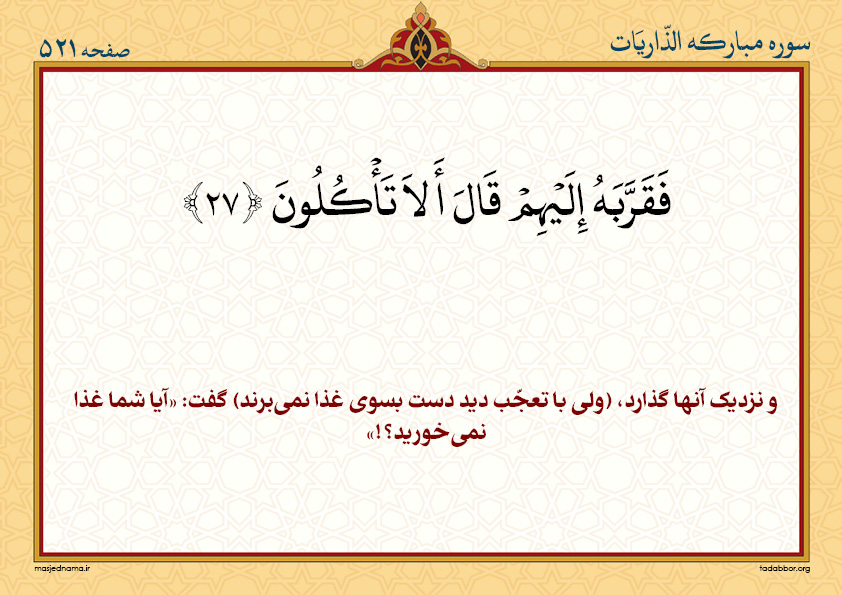 سوره مبارکه الذّاریَات
صفحه ۵۲۱
فَقَرَّبَهُ إِلَيْهِمْ قَالَ أَلَا تَأْكُلُونَ ﴿۲۷﴾
و نزدیک آنها گذارد، (ولی با تعجّب دید دست بسوی غذا نمی‌برند) گفت: «آیا شما غذا
نمی‌خورید؟!»
masjednama.ir
tadabbor.org